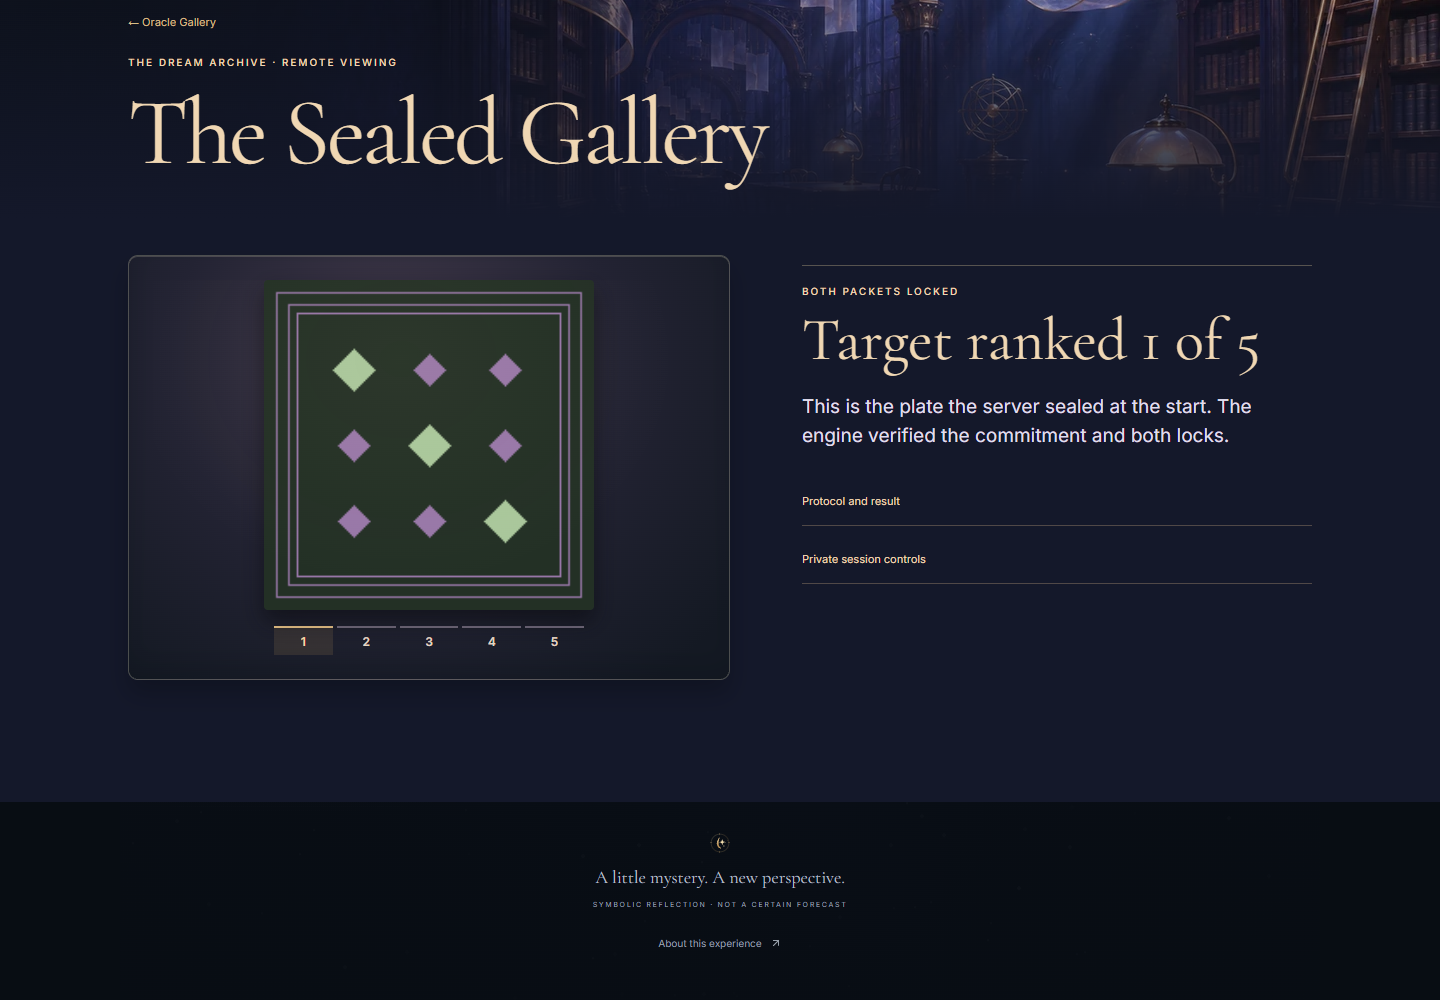 ← Oracle Gallery
THE DREAM ARCHIVE · REMOTE VIEWING
The Sealed Gallery
1 2 3 4 5
BOTH PACKETS LOCKED
Target ranked 1 of 5
This is the plate the server sealed at the start. The
engine verified the commitment and both locks.
Protocol and result
Private session controls
A little mystery. A new perspective.
SYMBOLIC REFLECTION · NOT A CERTAIN FORECAST
About this experience ↗